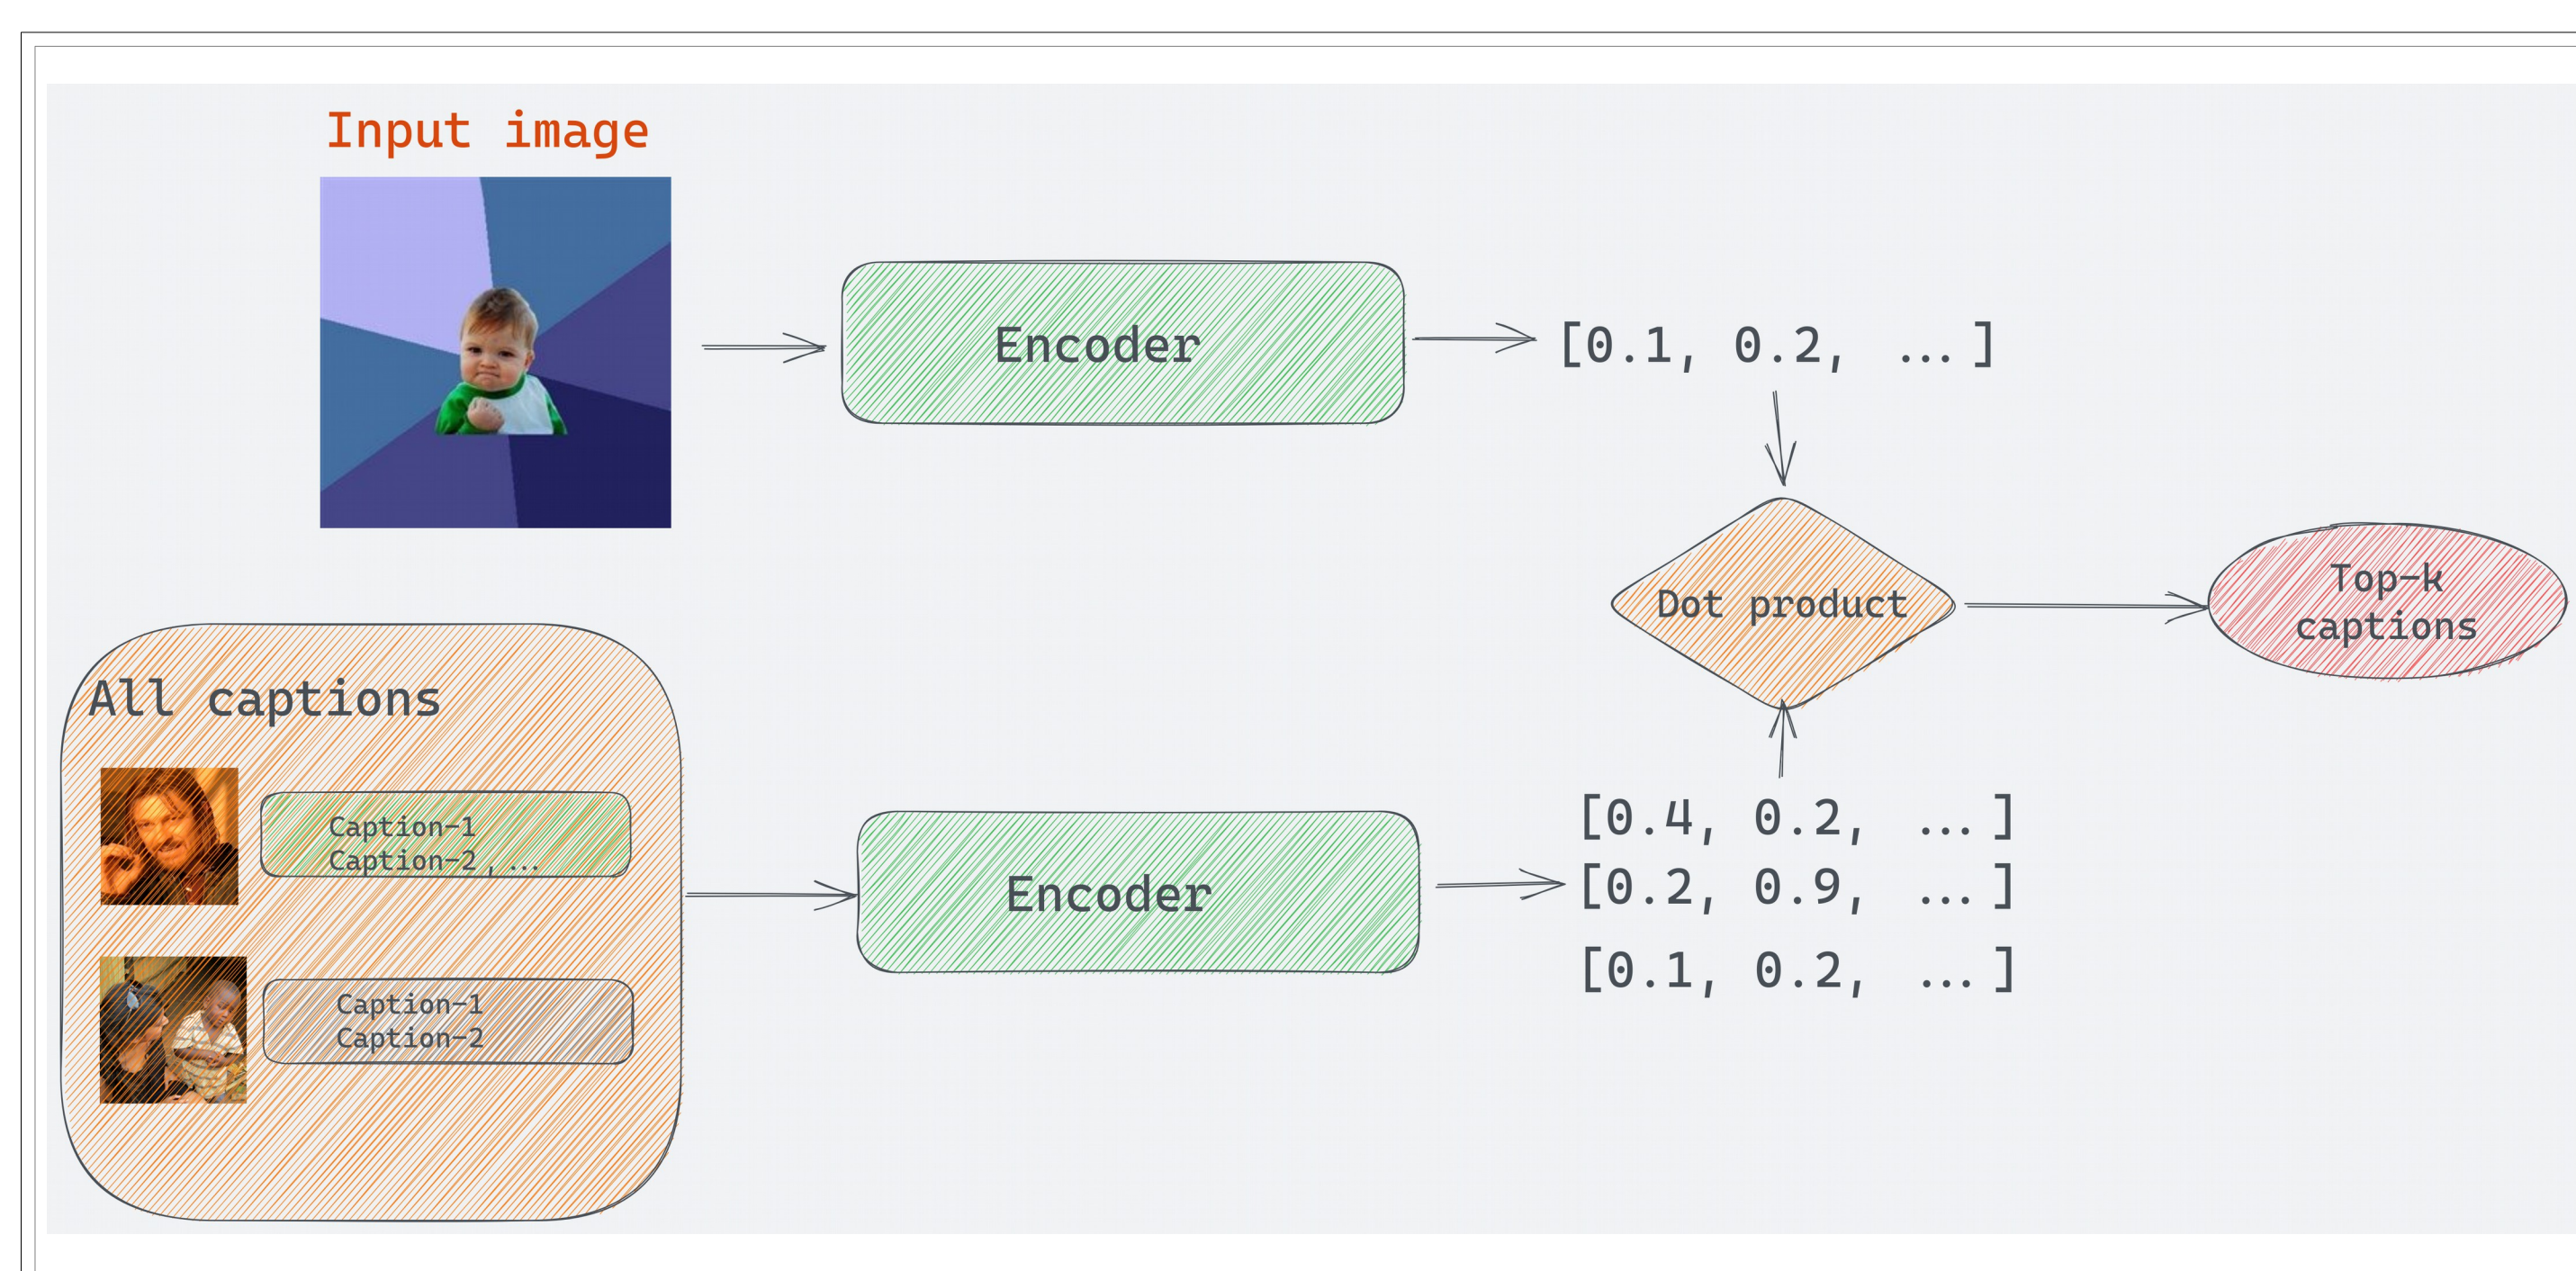 Input image
Encoder
[0.1, 0.2, ...]
Dot product
Top-k
captions
All captions
Caption-1
Caption-2, ...
Caption-1
Caption-2
Encoder
[0.4, 0.2, ...]
[0.2, 0.9, ...]
[0.1, 0.2, ...]